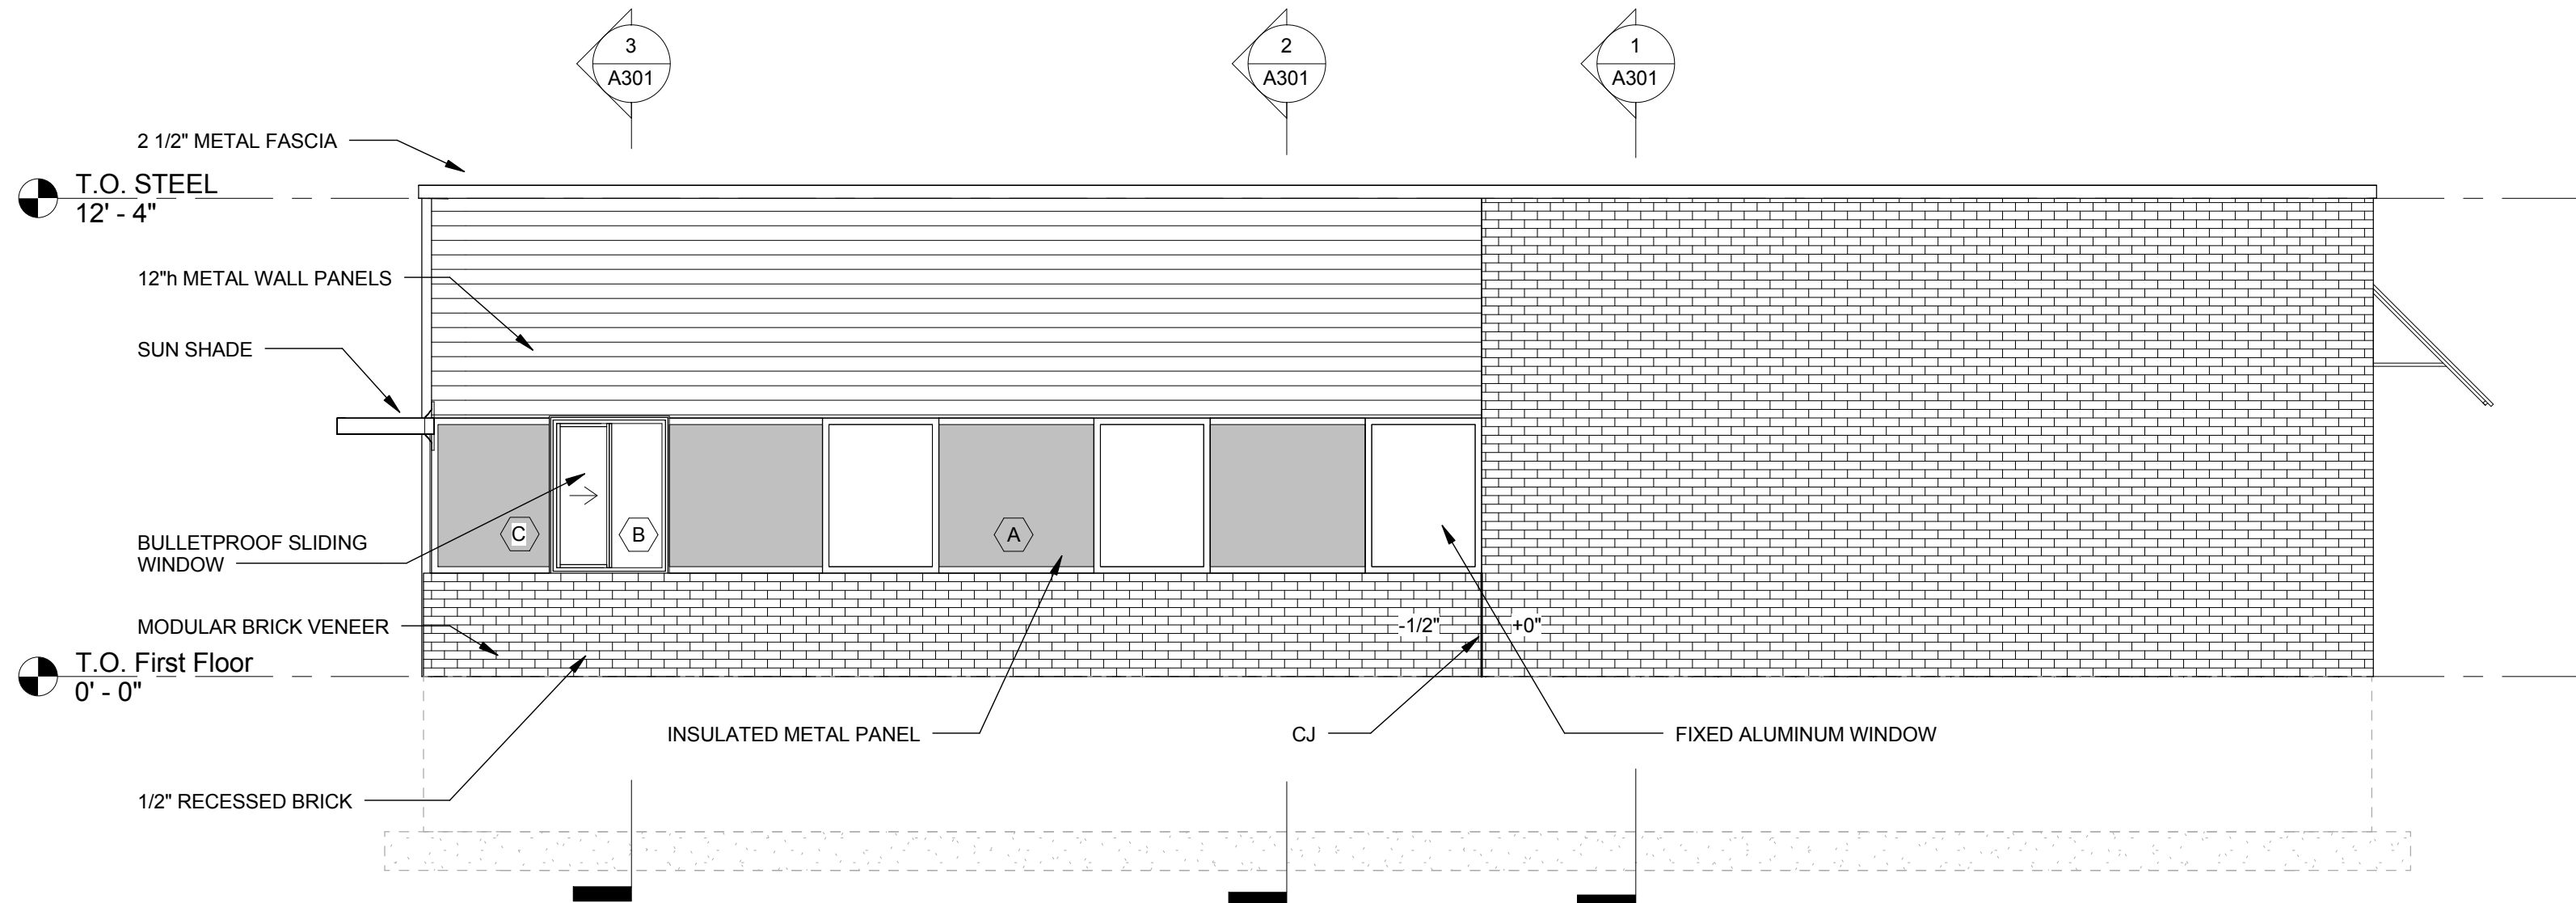 3
A301
2
A301
1
A301
2 1/2" METAL FASCIA
T.O. STEEL
12' - 4"
12"h METAL WALL PANELS
SUN SHADE
BULLETPROOF SLIDING
WINDOW
C
B
A
MODULAR BRICK VENEER
-1/2"
+0"
T.O. First Floor
0' - 0"
INSULATED METAL PANEL
CJ
FIXED ALUMINUM WINDOW
1/2" RECESSED BRICK